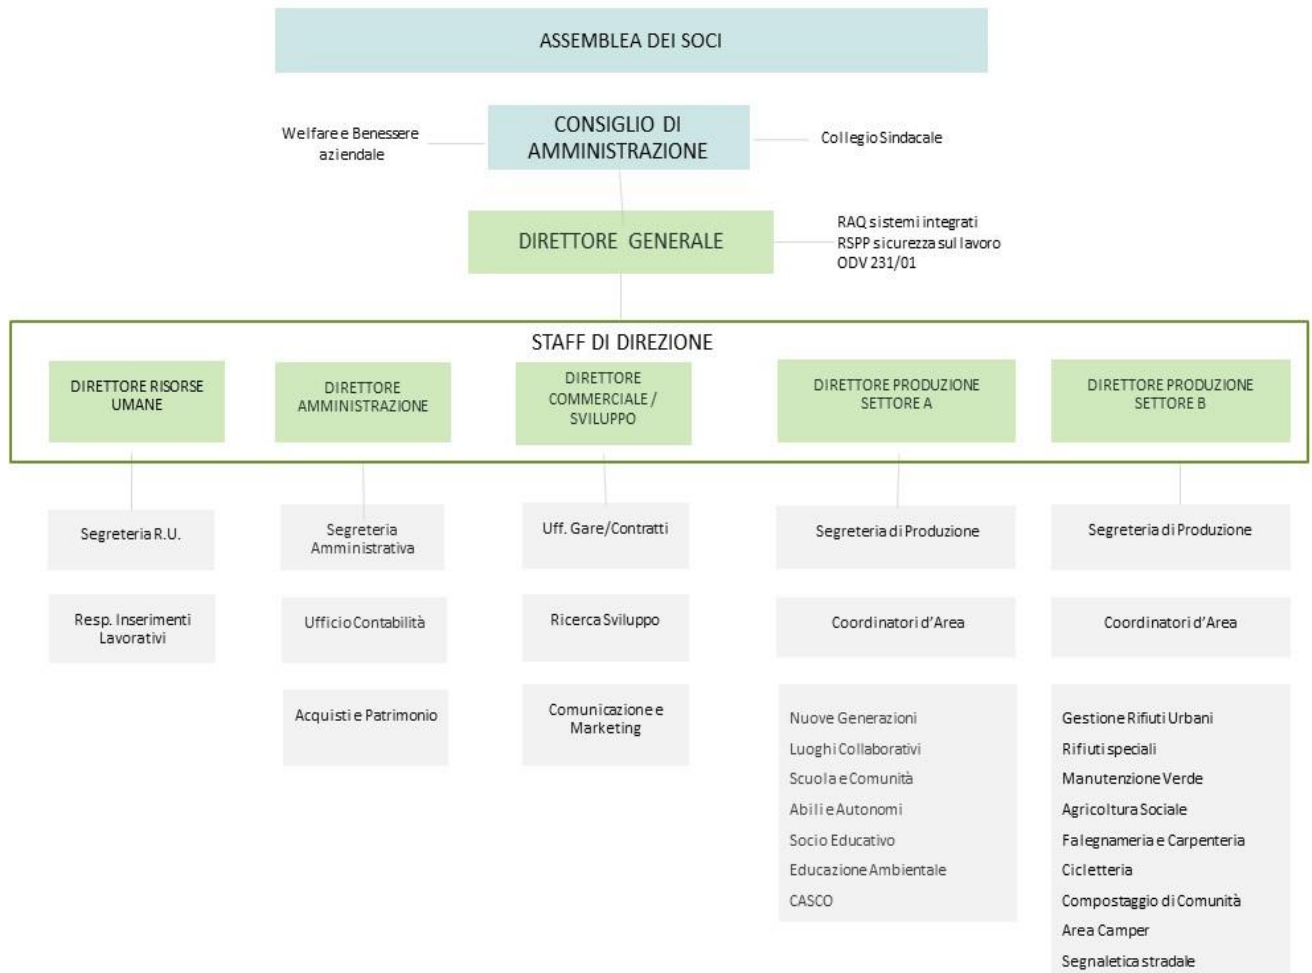 ASSEMBLEA DEI SOCI
Welfare e Benessere
aziendale
CONSIGLIO DI
AMMINISTRAZIONE
Collegio Sindacale
DIRETTORE GENERALE
RAQ sistemi integrati
RSPP sicurezza sul lavoro
ODV 231/01
STAFF DI DIREZIONE
DIRETTORE RISORSE
UMANE
DIRETTORE
AMMINISTRAZIONE
DIRETTORE
COMMERCIALE /
SVILUPPO
DIRETTORE PRODUZIONE
SETTORE A
DIRETTORE PRODUZIONE
SETTORE B
Segreteria R.U.
Segreteria
Amministrativa
Uff. Gare/Contratti
Segreteria di Produzione
Segreteria di Produzione
Resp. Inserimenti
Lavorativi
Ufficio Contabilità
Ricerca Sviluppo
Coordinatori d’Area
Coordinatori d’Area
Acquisti e Patrimonio
Comunicazione e
Marketing
Nuove Generazioni
Luoghi Collaborativi
Scuola e Comunità
Abili e Autonomi
Socio Educativo
Educazione Ambientale
CASCO
Gestione Rifiuti Urbani
Rifiuti speciali
Manutenzione Verde
Agricoltura Sociale
Falegnameria e Carpenteria
Cicletteria
Compostaggio di Comunità
Area Camper
Segnaletica stradale